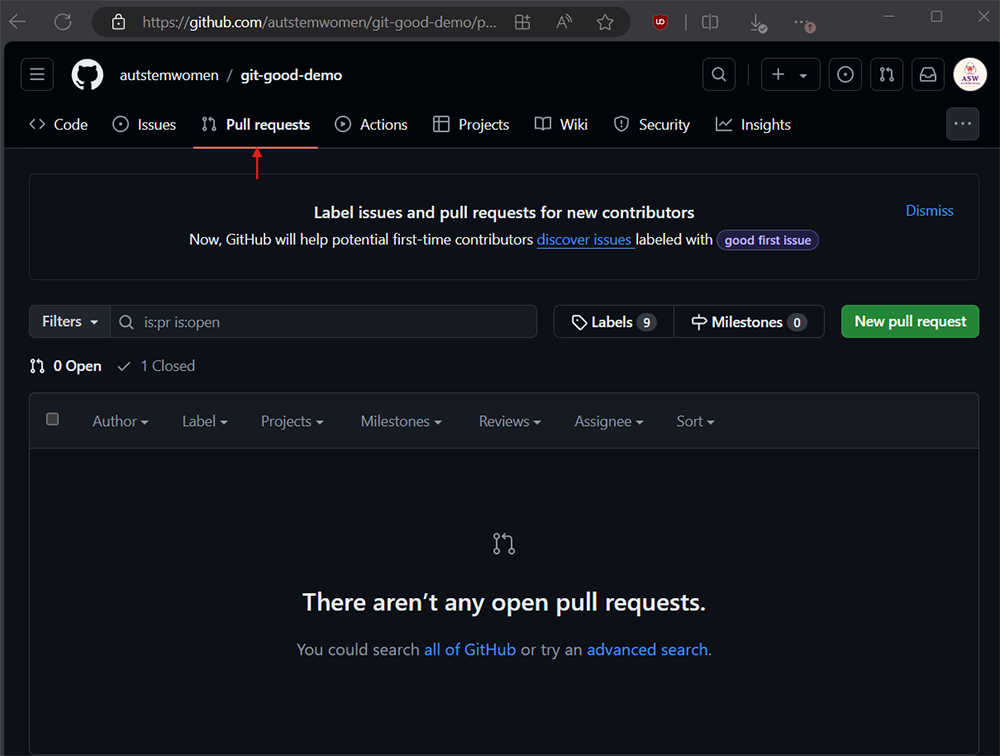 https://github.com/autstemwomen/git-good-demo/p...
autstemwomen / git-good-demo
ASW
Code Issues Pull requests Actions Projects Wiki Security Insights
Label issues and pull requests for new contributors
Dismiss
Now, GitHub will help potential first-time contributors discover issues labeled with good first issue
Filters is:pr is:open Labels 9 Milestones 0 New pull request
0 Open 1 Closed
Author Label Projects Milestones Reviews Assignee Sort
There aren’t any open pull requests.
You could search all of GitHub or try an advanced search.